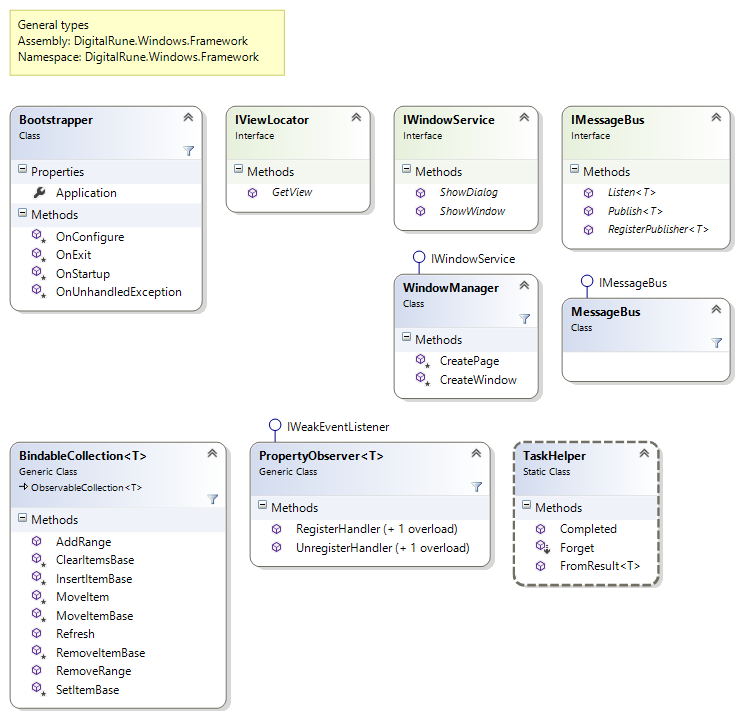 General types
Assembly: DigitalRune.Windows.Framework
Namespace: DigitalRune.Windows.Framework
Bootstrapper
Class
Properties
Application
Methods
OnConfigure
OnExit
OnStartup
OnUnhandledException
IViewLocator
Interface
Methods
GetView
IWindowService
Interface
Methods
ShowDialog
ShowWindow
IMessageBus
Interface
Methods
Listen<T>
Publish<T>
RegisterPublisher<T>
IWindowService
WindowManager
Class
Methods
CreatePage
CreateWindow
IMessageBus
MessageBus
Class
BindableCollection<T>
Generic Class
ObservableCollection<T>
Methods
AddRange
ClearItemsBase
InsertItemBase
MoveItem
MoveItemBase
Refresh
RemoveItemBase
RemoveRange
SetItemBase
IWeakEventListener
PropertyObserver<T>
Generic Class
Methods
RegisterHandler (+ 1 overload)
UnregisterHandler (+ 1 overload)
TaskHelper
Static Class
Methods
Completed
Forget
FromResult<T>